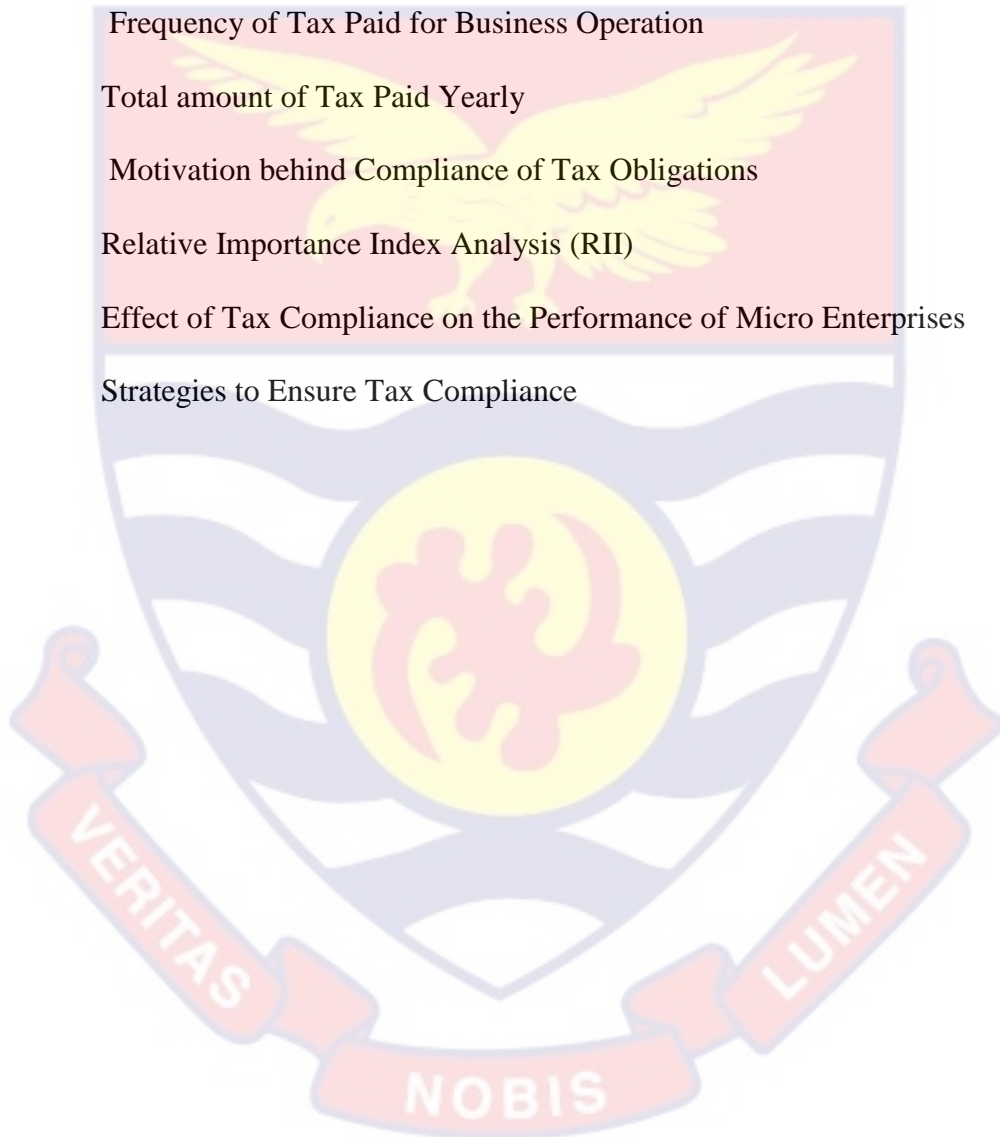 Frequency of Tax Paid for Business Operation
Total amount of Tax Paid Yearly
Motivation behind Compliance of Tax Obligations
Relative Importance Index Analysis (RII)
Effect of Tax Compliance on the Performance of Micro Enterprises
Strategies to Ensure Tax Compliance
VERITAS
NOBIS
LUMEN